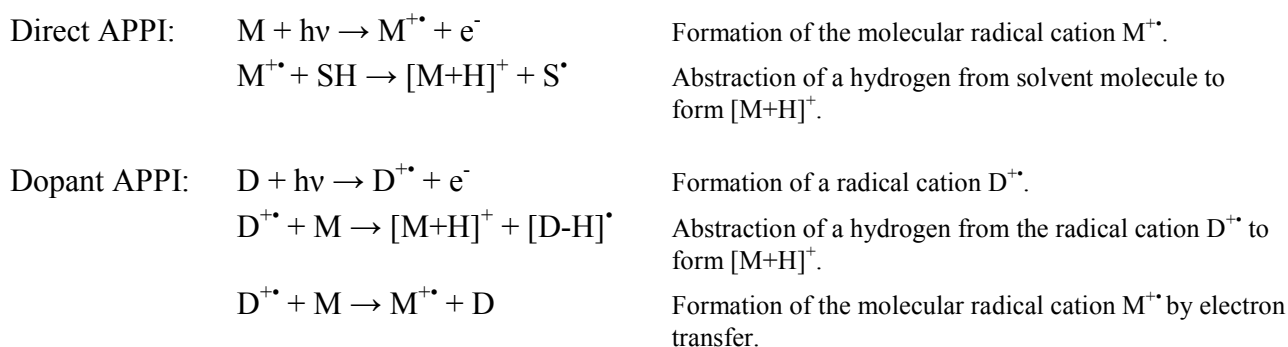 Direct APPI: M + hν → M⁺• + e⁻ Formation of the molecular radical cation M⁺•.
M⁺• + SH → [M+H]⁺ + S• Abstraction of a hydrogen from solvent molecule to
form [M+H]⁺.
Dopant APPI: D + hν → D⁺• + e⁻ Formation of a radical cation D⁺•.
D⁺• + M → [M+H]⁺ + [D-H]• Abstraction of a hydrogen from the radical cation D⁺• to
form [M+H]⁺.
D⁺• + M → M⁺• + D Formation of the molecular radical cation M⁺• by electron
transfer.